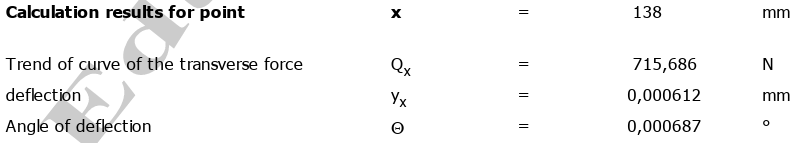 Calculation results for point x = 138 mm
Trend of curve of the transverse force Qx = 715,686 N
deflection yx = 0,000612 mm
Angle of deflection Θ = 0,000687 °
Edu